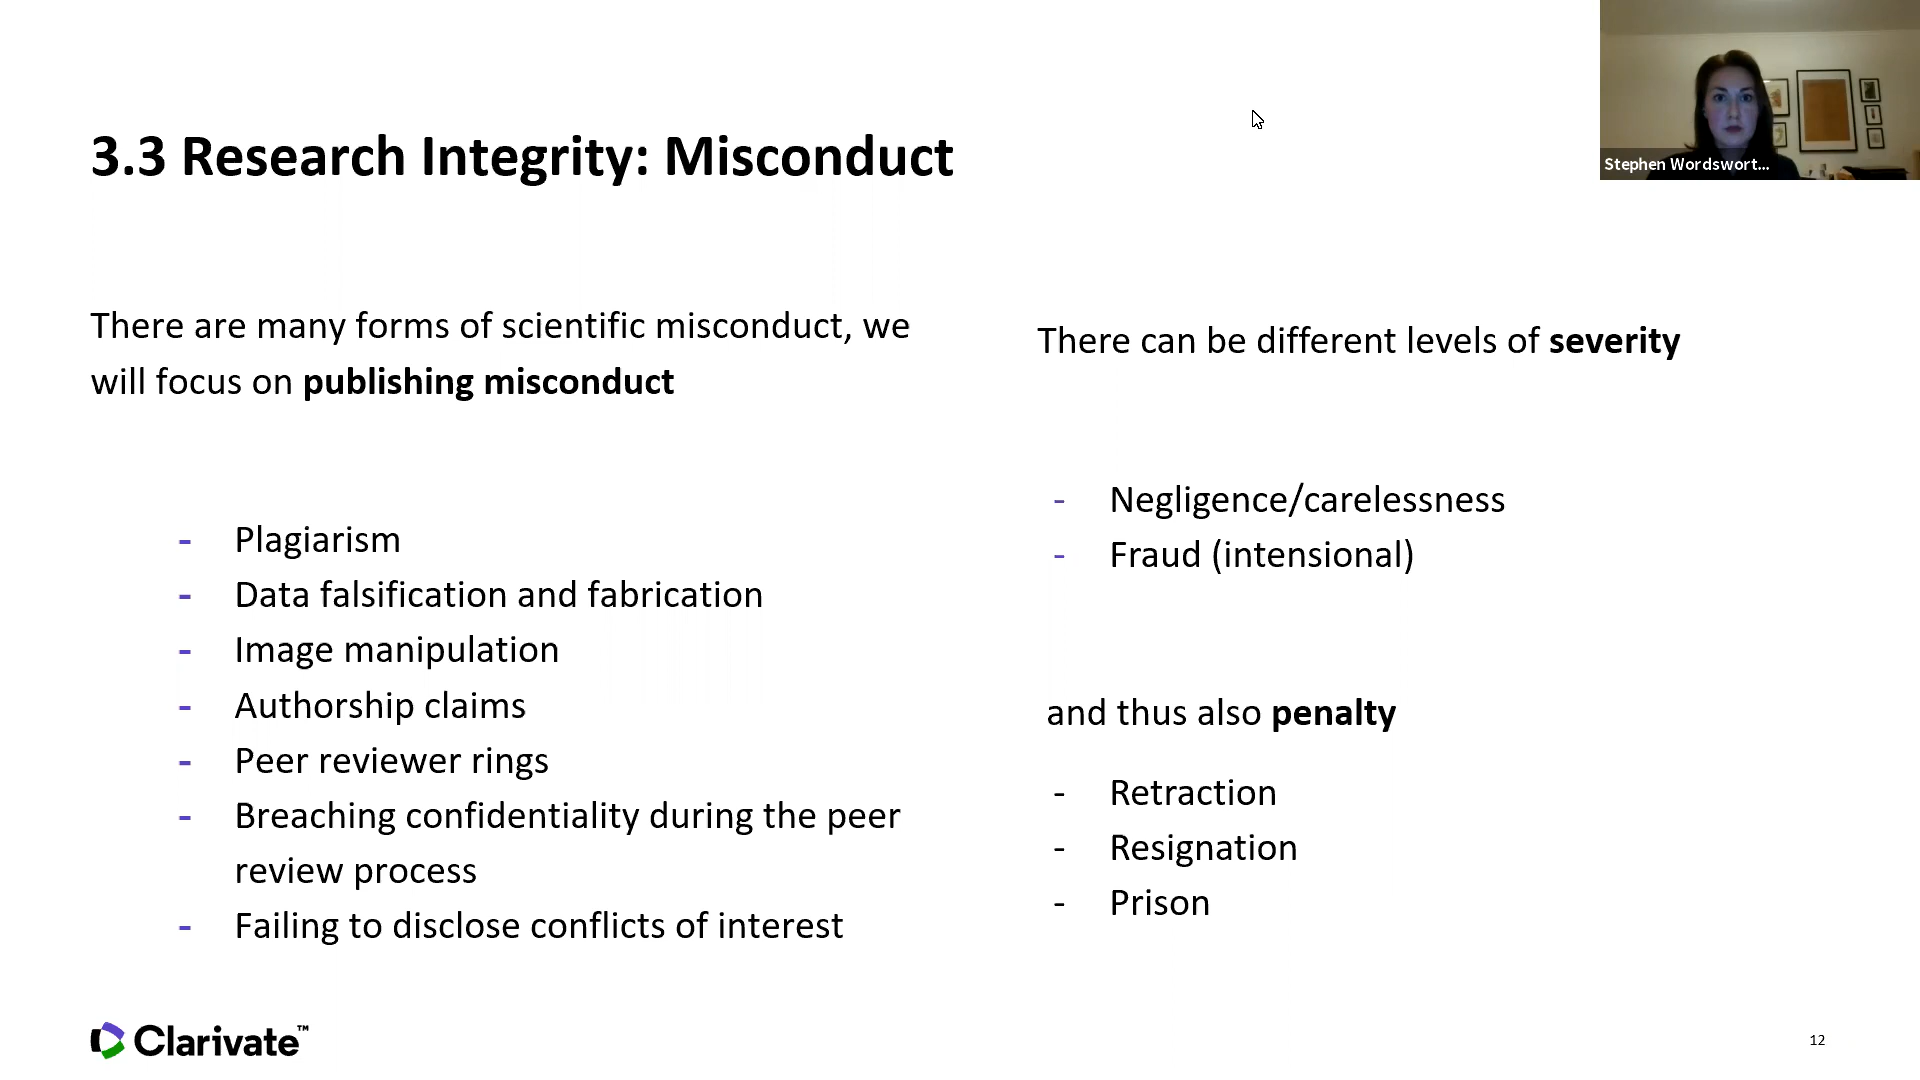 3.3 Research Integrity: Misconduct
Stephen Wordswort...
There are many forms of scientific misconduct, we
will focus on publishing misconduct
- Plagiarism
- Data falsification and fabrication
- Image manipulation
- Authorship claims
- Peer reviewer rings
- Breaching confidentiality during the peer
review process
- Failing to disclose conflicts of interest
There can be different levels of severity
- Negligence/carelessness
- Fraud (intensional)
and thus also penalty
- Retraction
- Resignation
- Prison
Clarivate™
12